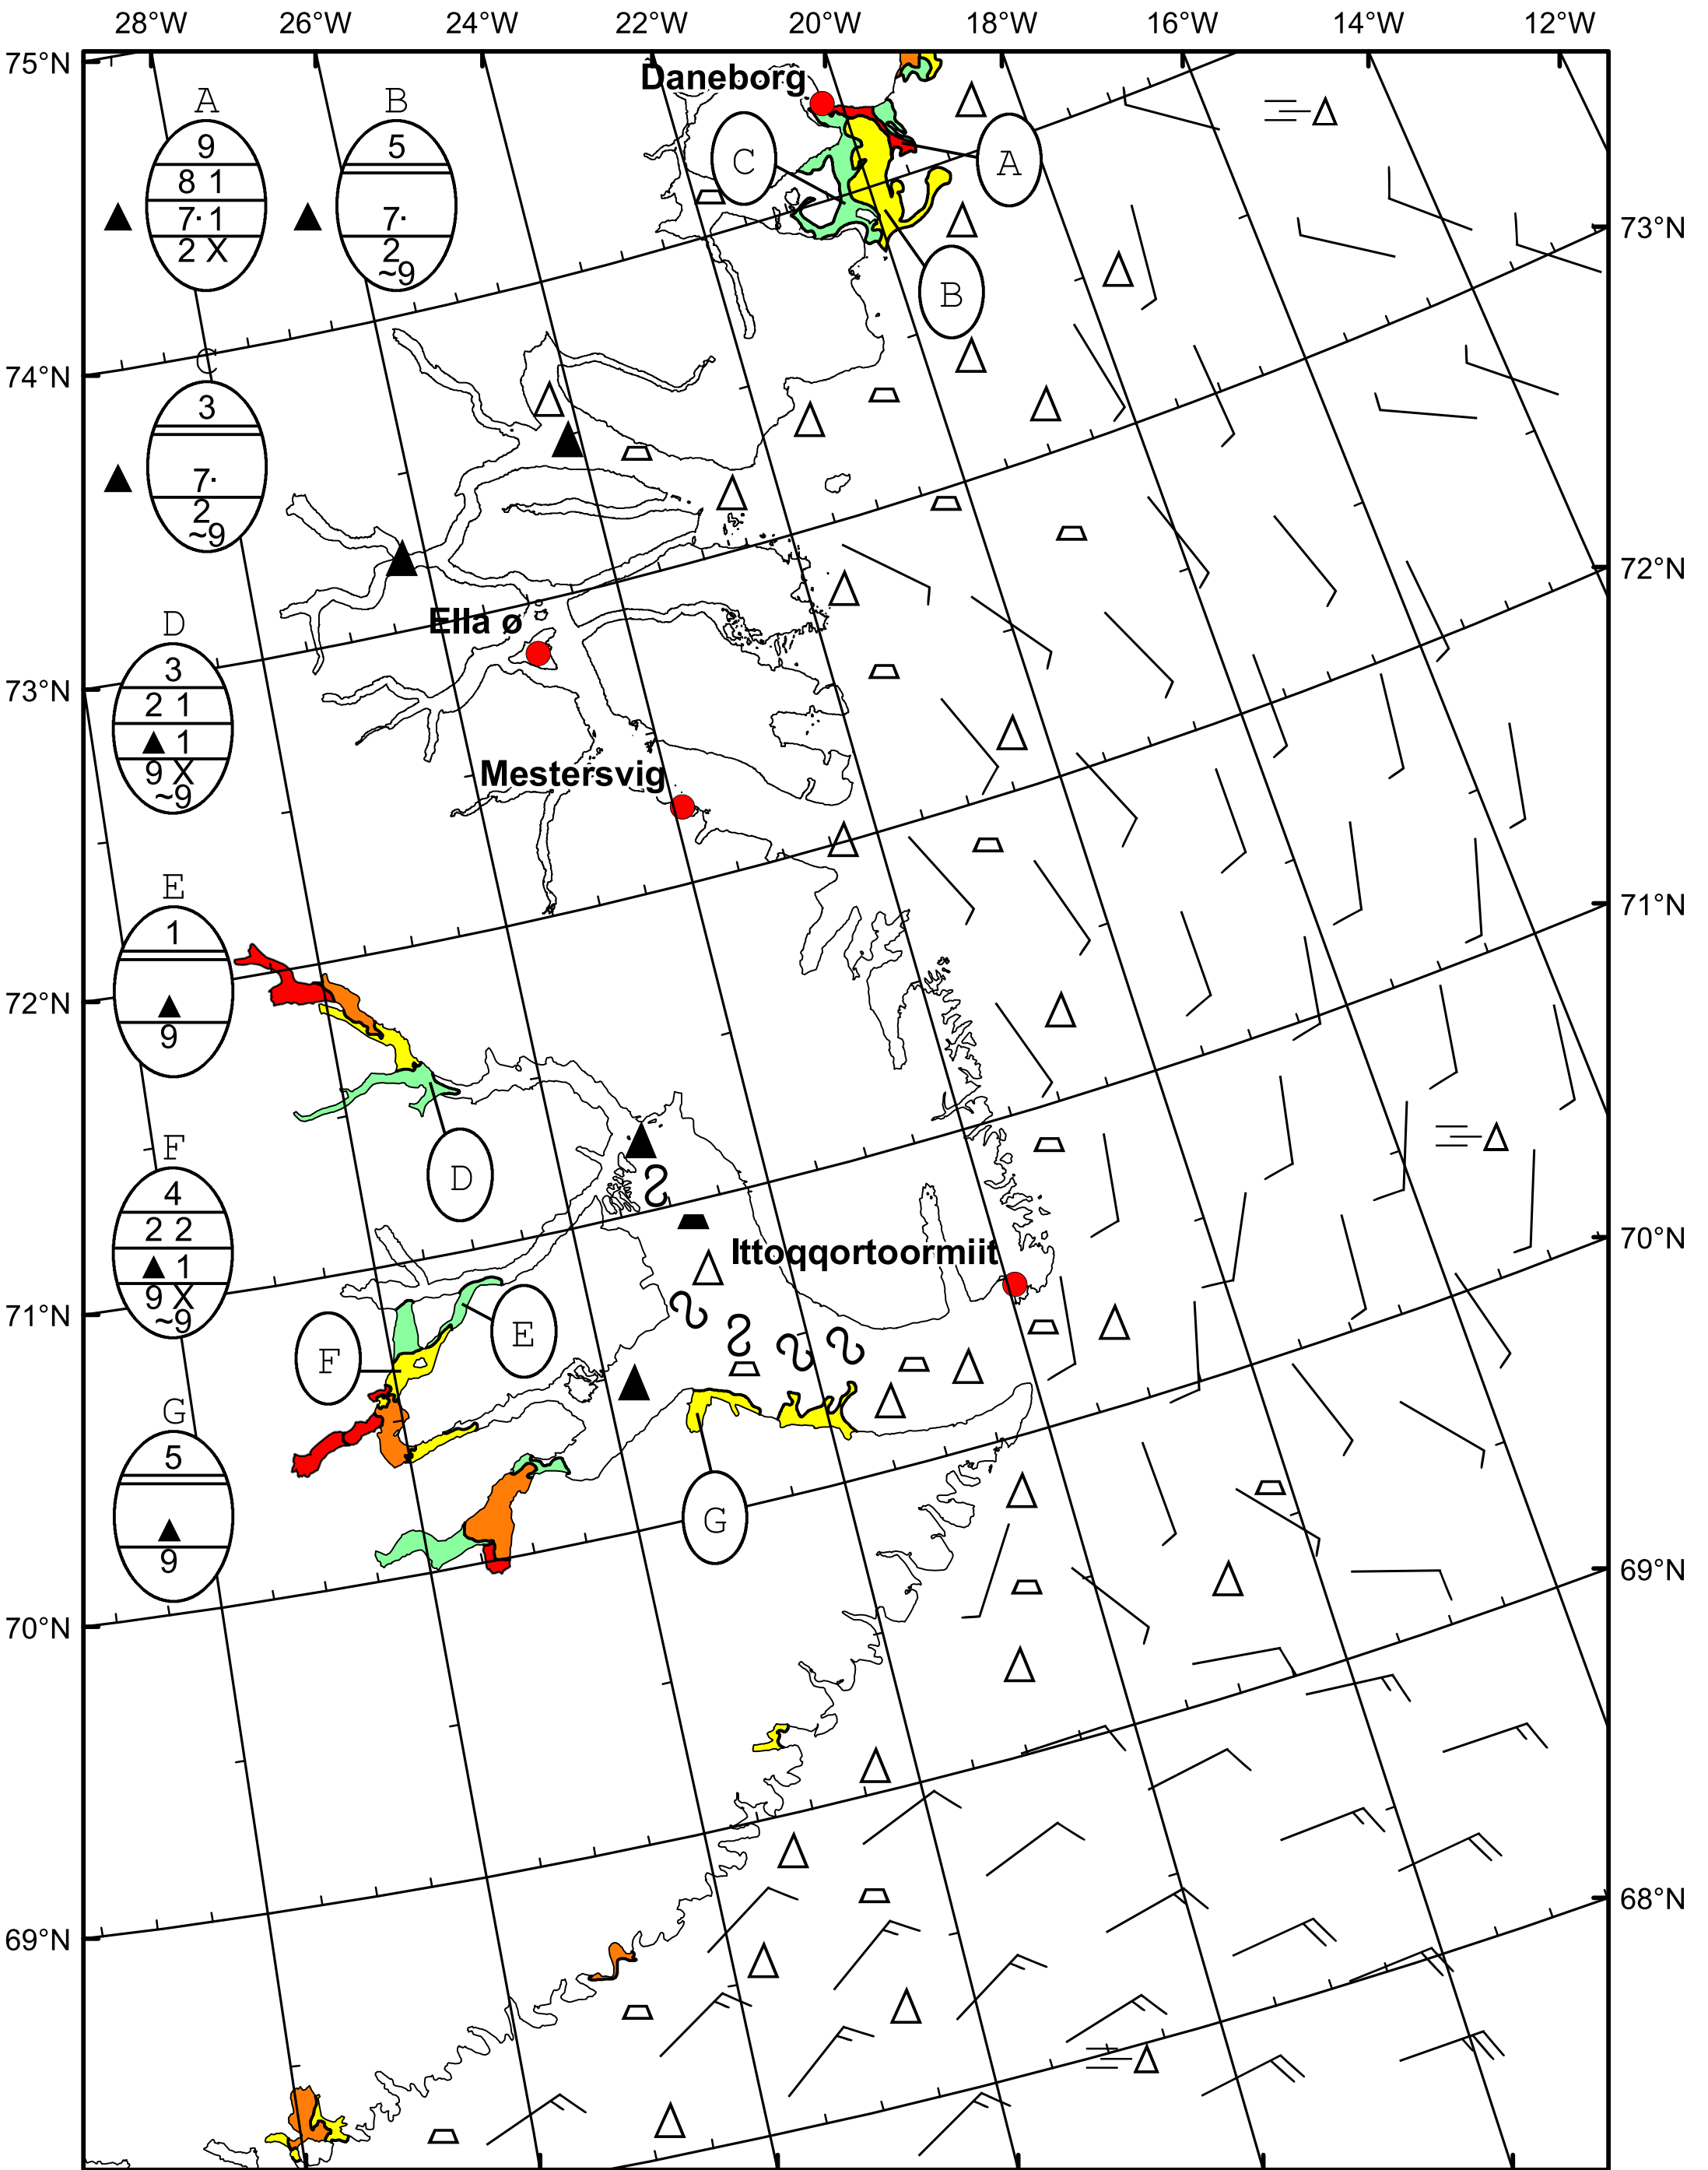 28°W 26°W 24°W 22°W 20°W 18°W 16°W 14°W 12°W
75°N
Daneborg
A
9
8 1
7· 1
2 X
B
5
7·
2
~9
C
A
B
73°N
74°N
C
3
7·
2
~9
72°N
Ella ø
D
3
2 1
1
9 X
~9
73°N
Mestersvig
E
1
9
71°N
72°N
D
F
4
2 2
1
9 X
~9
70°N
Ittoqqortoormiit
71°N
E
F
G
5
9
G
69°N
70°N
68°N
69°N